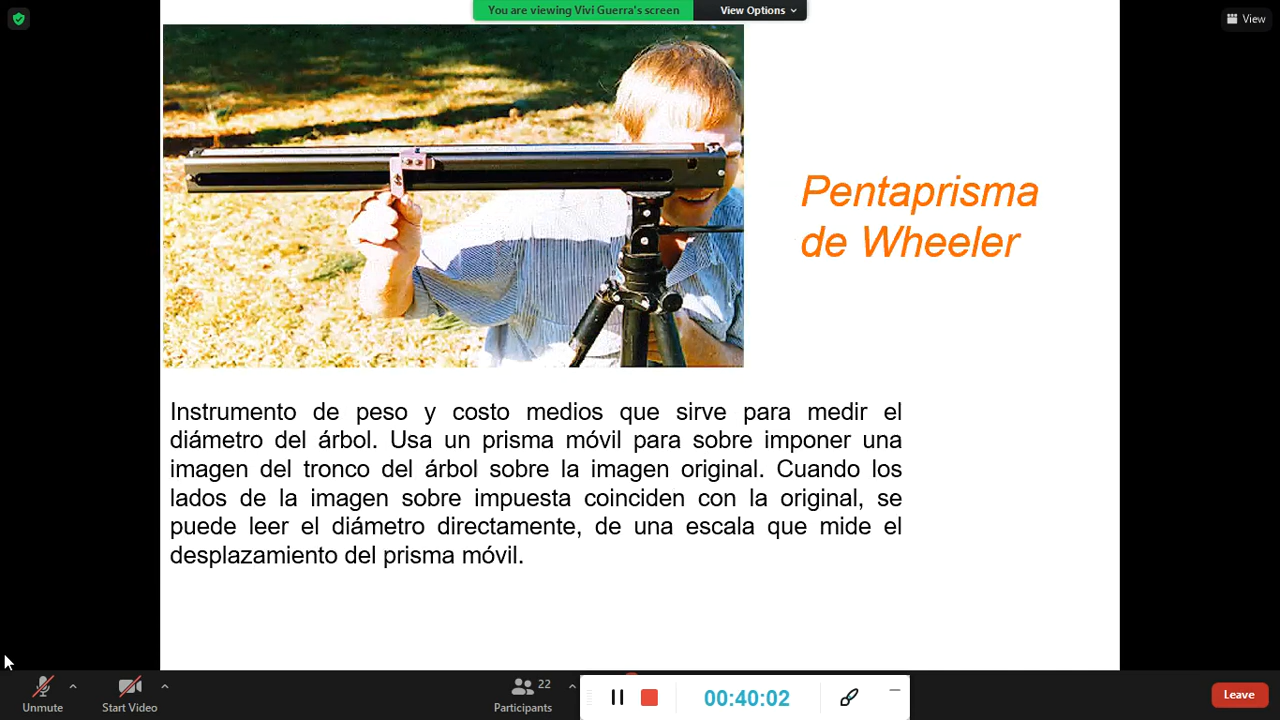 You are viewing Vivi Guerra's screen
View Options
View
Pentaprisma
de Wheeler
Instrumento de peso y costo medios que sirve para medir el
diámetro del árbol. Usa un prisma móvil para sobre imponer una
imagen del tronco del árbol sobre la imagen original. Cuando los
lados de la imagen sobre impuesta coinciden con la original, se
puede leer el diámetro directamente, de una escala que mide el
desplazamiento del prisma móvil.
Unmute
Start Video
22
Participants
00:40:02
Leave